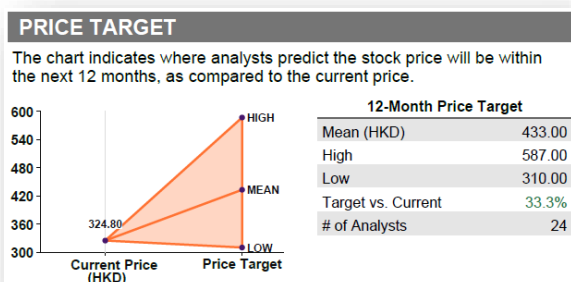 PRICE TARGET
The chart indicates where analysts predict the stock price will be within
the next 12 months, as compared to the current price.
600
540
480
420
360
300
324.80
HIGH
MEAN
LOW
Current Price
(HKD)
Price Target
12-Month Price Target
Mean (HKD) 433.00
High 587.00
Low 310.00
Target vs. Current 33.3%
# of Analysts 24